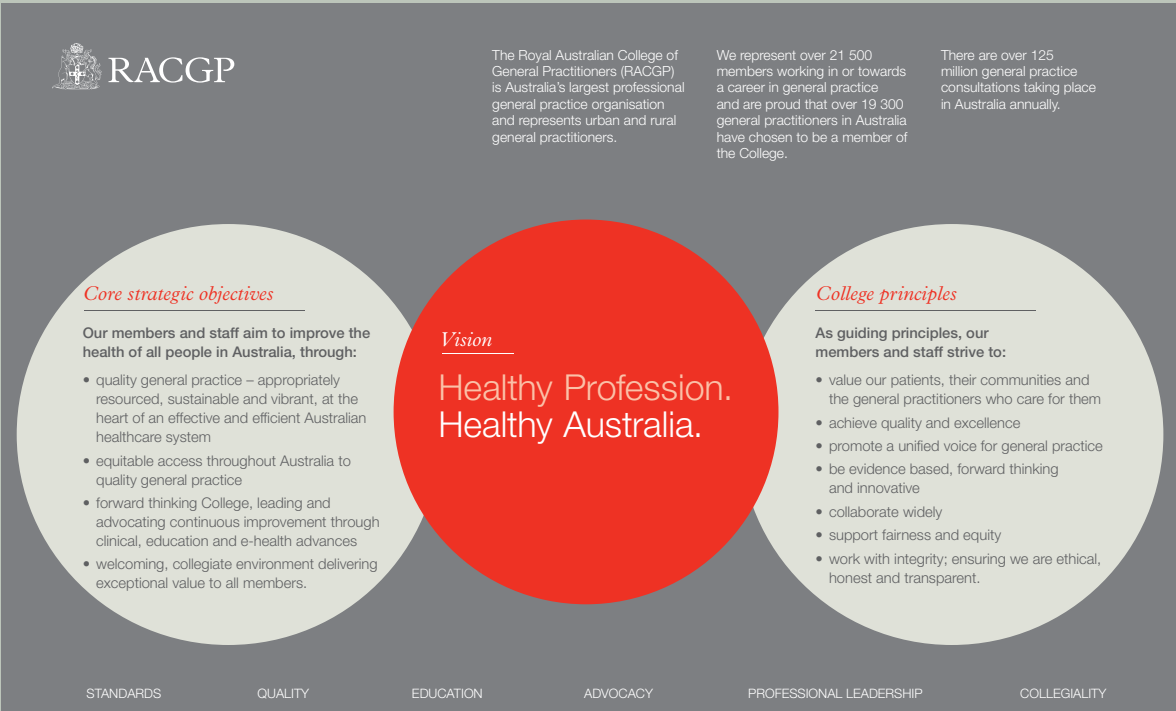 RACGP
The Royal Australian College of
General Practitioners (RACGP)
is Australia's largest professional
general practice organisation
and represents urban and rural
general practitioners.
We represent over 21 500
members working in or towards
a career in general practice
and are proud that over 19 300
general practitioners in Australia
have chosen to be a member of
the College.
There are over 125
million general practice
consultations taking place
in Australia annually.
Core strategic objectives
Our members and staff aim to improve the
health of all people in Australia, through:
• quality general practice – appropriately
resourced, sustainable and vibrant, at the
heart of an effective and efficient Australian
healthcare system
• equitable access throughout Australia to
quality general practice
• forward thinking College, leading and
advocating continuous improvement through
clinical, education and e-health advances
• welcoming, collegiate environment delivering
exceptional value to all members.
Vision
Healthy Profession.
Healthy Australia.
College principles
As guiding principles, our
members and staff strive to:
• value our patients, their communities and
the general practitioners who care for them
• achieve quality and excellence
• promote a unified voice for general practice
• be evidence based, forward thinking
and innovative
• collaborate widely
• support fairness and equity
• work with integrity; ensuring we are ethical,
honest and transparent.
STANDARDS QUALITY EDUCATION ADVOCACY PROFESSIONAL LEADERSHIP COLLEGIALITY